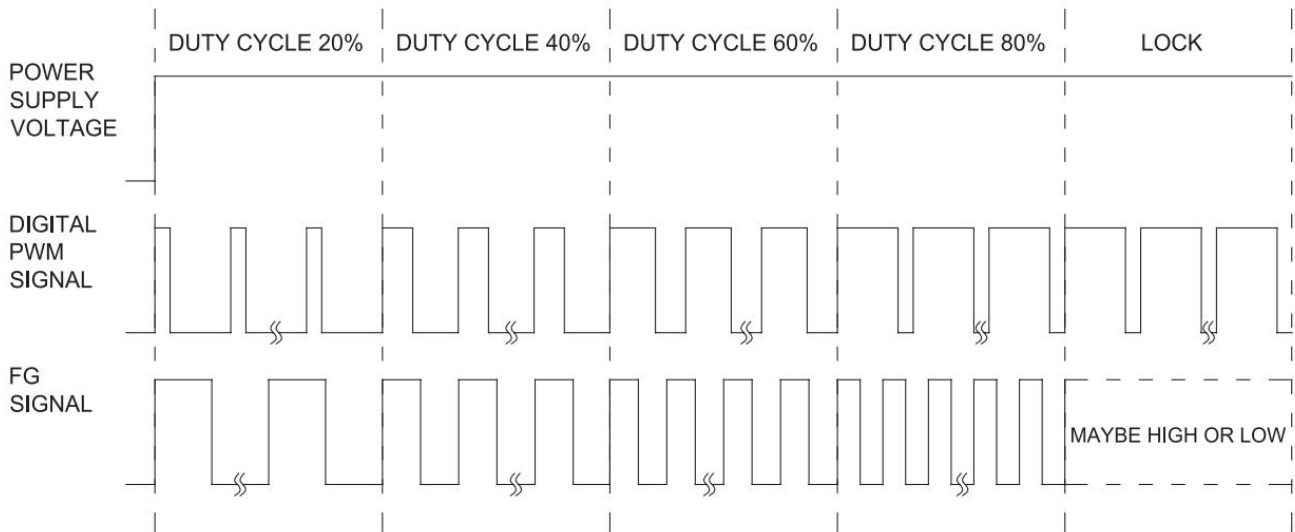 DUTY CYCLE 20%
DUTY CYCLE 40%
DUTY CYCLE 60%
DUTY CYCLE 80%
LOCK
POWER
SUPPLY
VOLTAGE
DIGITAL
PWM
SIGNAL
FG
SIGNAL
MAYBE HIGH OR LOW